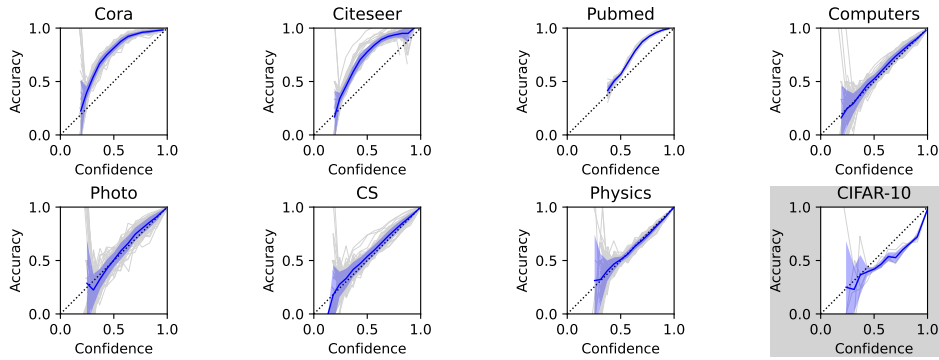 Cora
Citeseer
Pubmed
Computers
1.0
0.5
0.0
Accuracy
0.0 0.5 1.0
Confidence
1.0
0.5
0.0
Accuracy
0.0 0.5 1.0
Confidence
1.0
0.5
0.0
Accuracy
0.0 0.5 1.0
Confidence
1.0
0.5
0.0
Accuracy
0.0 0.5 1.0
Confidence
Photo
CS
Physics
CIFAR-10
1.0
0.5
0.0
Accuracy
0.0 0.5 1.0
Confidence
1.0
0.5
0.0
Accuracy
0.0 0.5 1.0
Confidence
1.0
0.5
0.0
Accuracy
0.0 0.5 1.0
Confidence
1.0
0.5
0.0
Accuracy
0.0 0.5 1.0
Confidence